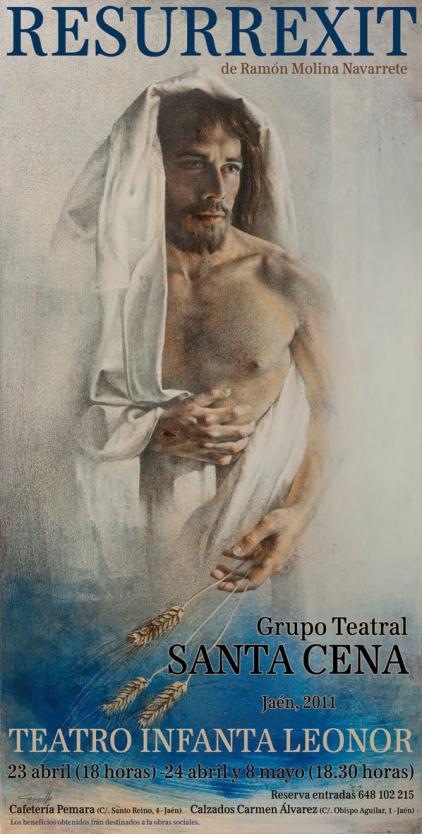 RESURREXIT
de Ramón Molina Navarrete
Grupo Teatral
SANTA CENA
Jaén, 2011
TEATRO INFANTA LEONOR
23 abril (18 horas) -24 abril y 8 mayo (18.30 horas)
Reserva entradas 648 102 215
Cafetería Pemara (C/. Santo Reino, 4 - Jaén) Calzados Carmen Álvarez (C/. Obispo Aguilar, 1 - Jaén)
Los beneficios obtenidos irán destinados a la obras sociales.